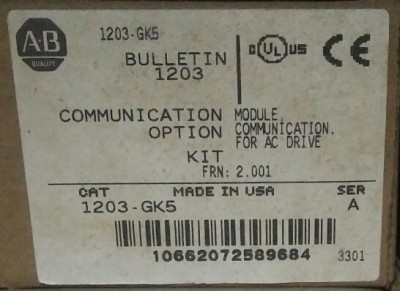 A-B
QUALITY
1203-GK5
BULLETIN
1203
c UL US CE
COMMUNICATION
OPTION
KIT
MODULE,
COMMUNICATION,
FOR AC DRIVE
FRN: 2.001
CAT MADE IN USA SER
1203-GK5 A
10662072589684 3301